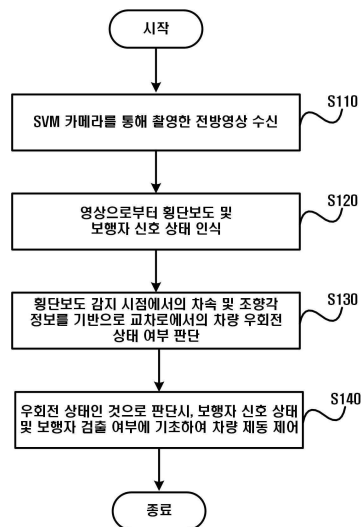 시작
S110
SVM 카메라를 통해 촬영한 전방영상 수신
S120
영상으로부터 횡단보도 및
보행자 신호 상태 인식
S130
횡단보도 감지 시점에서의 차속 및 조향각
정보를 기반으로 교차로에서의 차량 우회전
상태 여부 판단
S140
우회전 상태인 것으로 판단시, 보행자 신호 상태
및 보행자 검출 여부에 기초하여 차량 제동 제어
종료